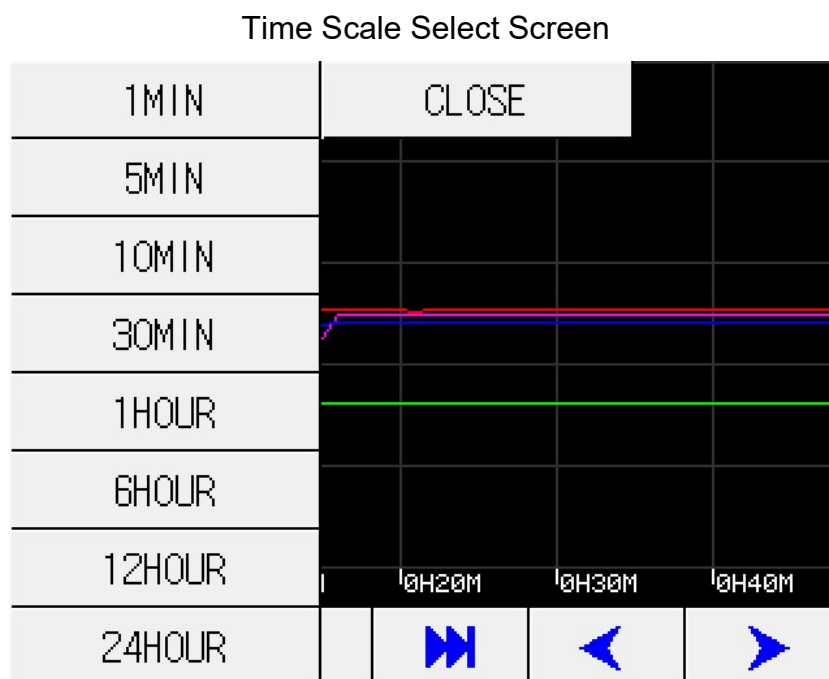 Time Scale Select Screen
1MIN
CLOSE
5MIN
10MIN
30MIN
1HOUR
6HOUR
12HOUR
0H20M
0H30M
0H40M
24HOUR